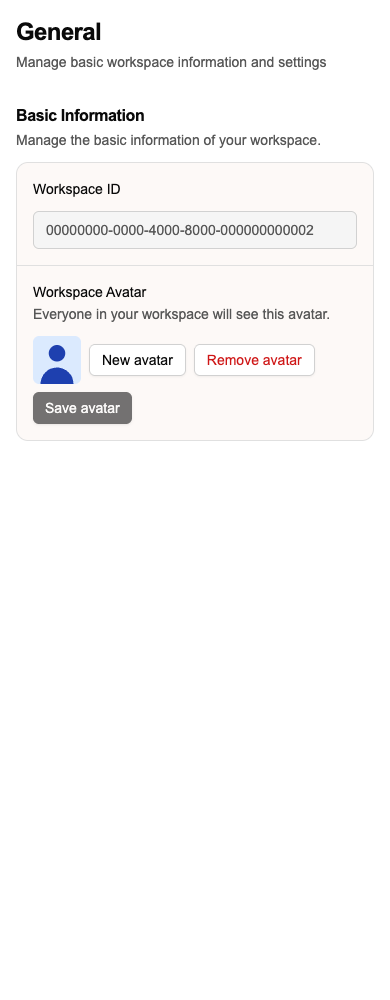 General
Manage basic workspace information and settings
Basic Information
Manage the basic information of your workspace.
Workspace ID
00000000-0000-4000-8000-000000000002
Workspace Avatar
Everyone in your workspace will see this avatar.
New avatar
Remove avatar
Save avatar